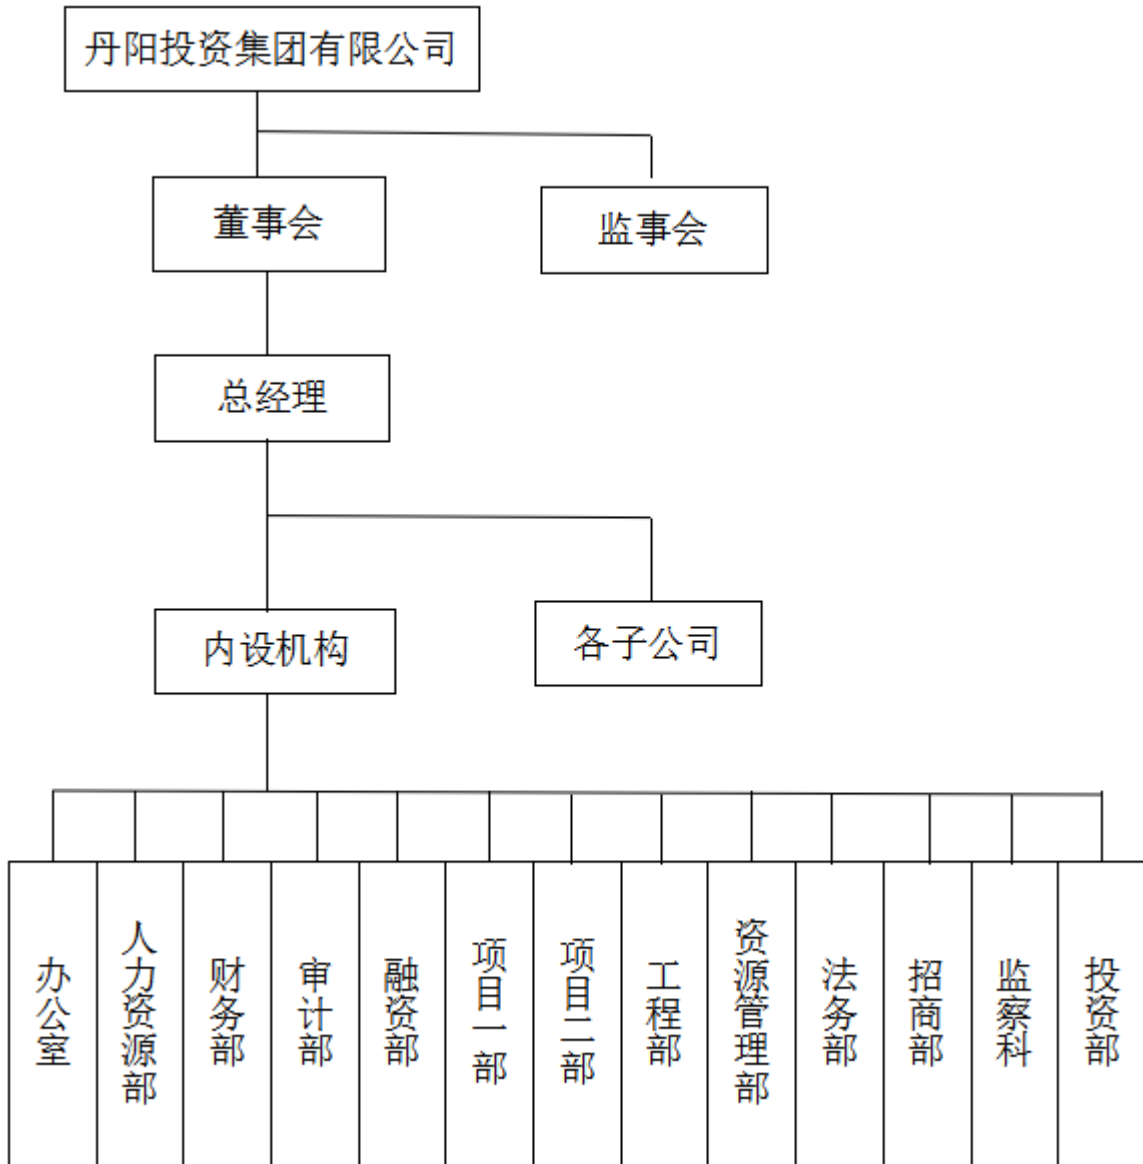 丹阳投资集团有限公司
董事会
监事会
总经理
内设机构
各子公司
办公室
人力资源部
财务部
审计部
融资部
项目一部
项目二部
工程部
资源管理部
法务部
招商部
监察科
投资部